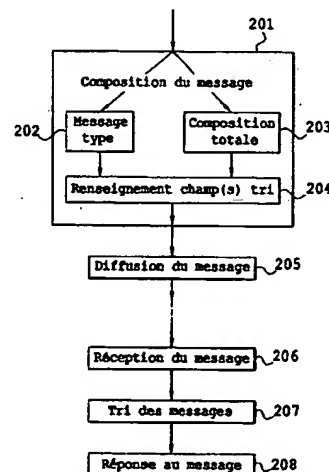 201
Composition du message
202
Message
type
Composition
totale
203
Renseignement champ(s) tri
204
Diffusion du message
205
Réception du message
206
Tri des messages
207
Réponse au message
208